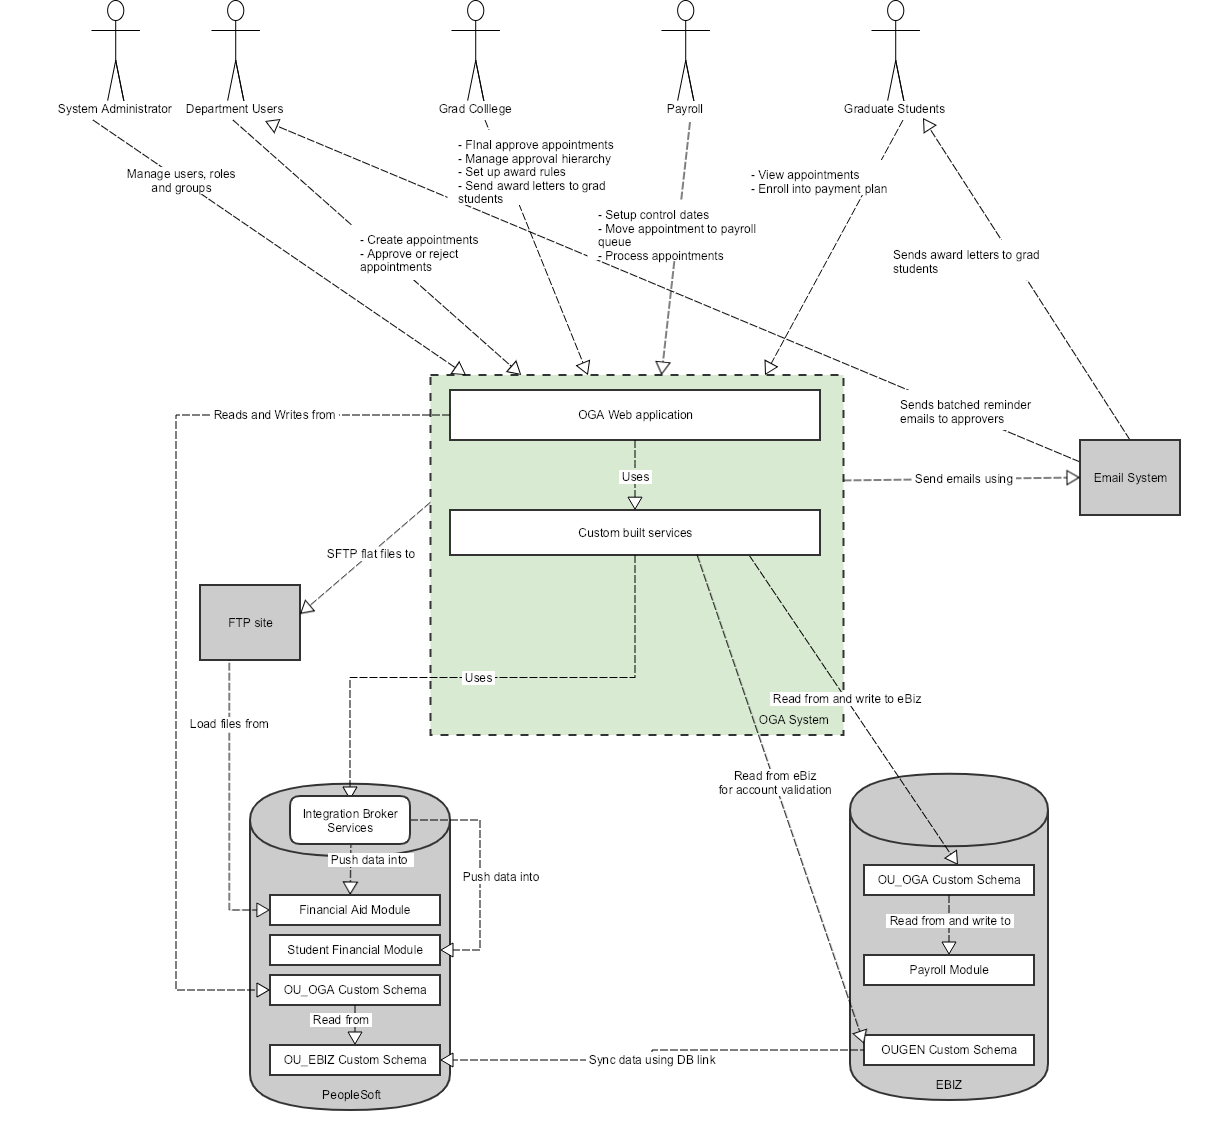 System Administrator
Department Users
Grad Colllege
Payroll
Graduate Students
Manage users, roles
and groups
- FInal approve appointments
- Manage approval hierarchy
- Set up award rules
- Send award letters to grad
students
- View appointments
- Enroll into payment plan
- Setup control dates
- Move appointment to payroll
queue
- Process appointments
- Create appointments
- Approve or reject
appointments
Sends award letters to grad
students
Reads and Writes from
OGA Web application
Sends batched reminder
emails to approvers
Uses
Send emails using
Email System
Custom built services
SFTP flat files to
FTP site
Uses
Load files from
Read from and write to eBiz
OGA System
Read from eBiz
for account validation
Integration Broker
Services
Push data into
Push data into
Financial Aid Module
Student Financial Module
OU_OGA Custom Schema
Read from
OU_EBIZ Custom Schema
PeopleSoft
OU_OGA Custom Schema
Read from and write to
Payroll Module
OUGEN Custom Schema
Sync data using DB link
EBIZ